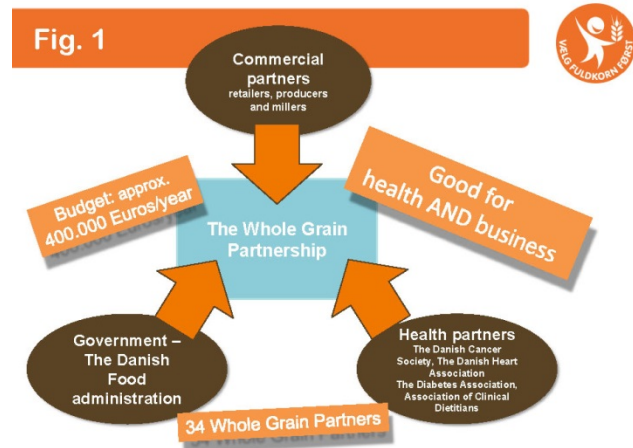 Fig. 1
VÆLG FULDKORN FØRST
Commercial
partners
retailers, producers
and millers
Budget: approx.
400.000 Euros/year
Good for
health AND business
The Whole Grain
Partnership
Government –
The Danish
Food
administration
Health partners
The Danish Cancer
Society, The Danish Heart
Association
The Diabetes Association,
Association of Clinical
Dietitians
34 Whole Grain Partners